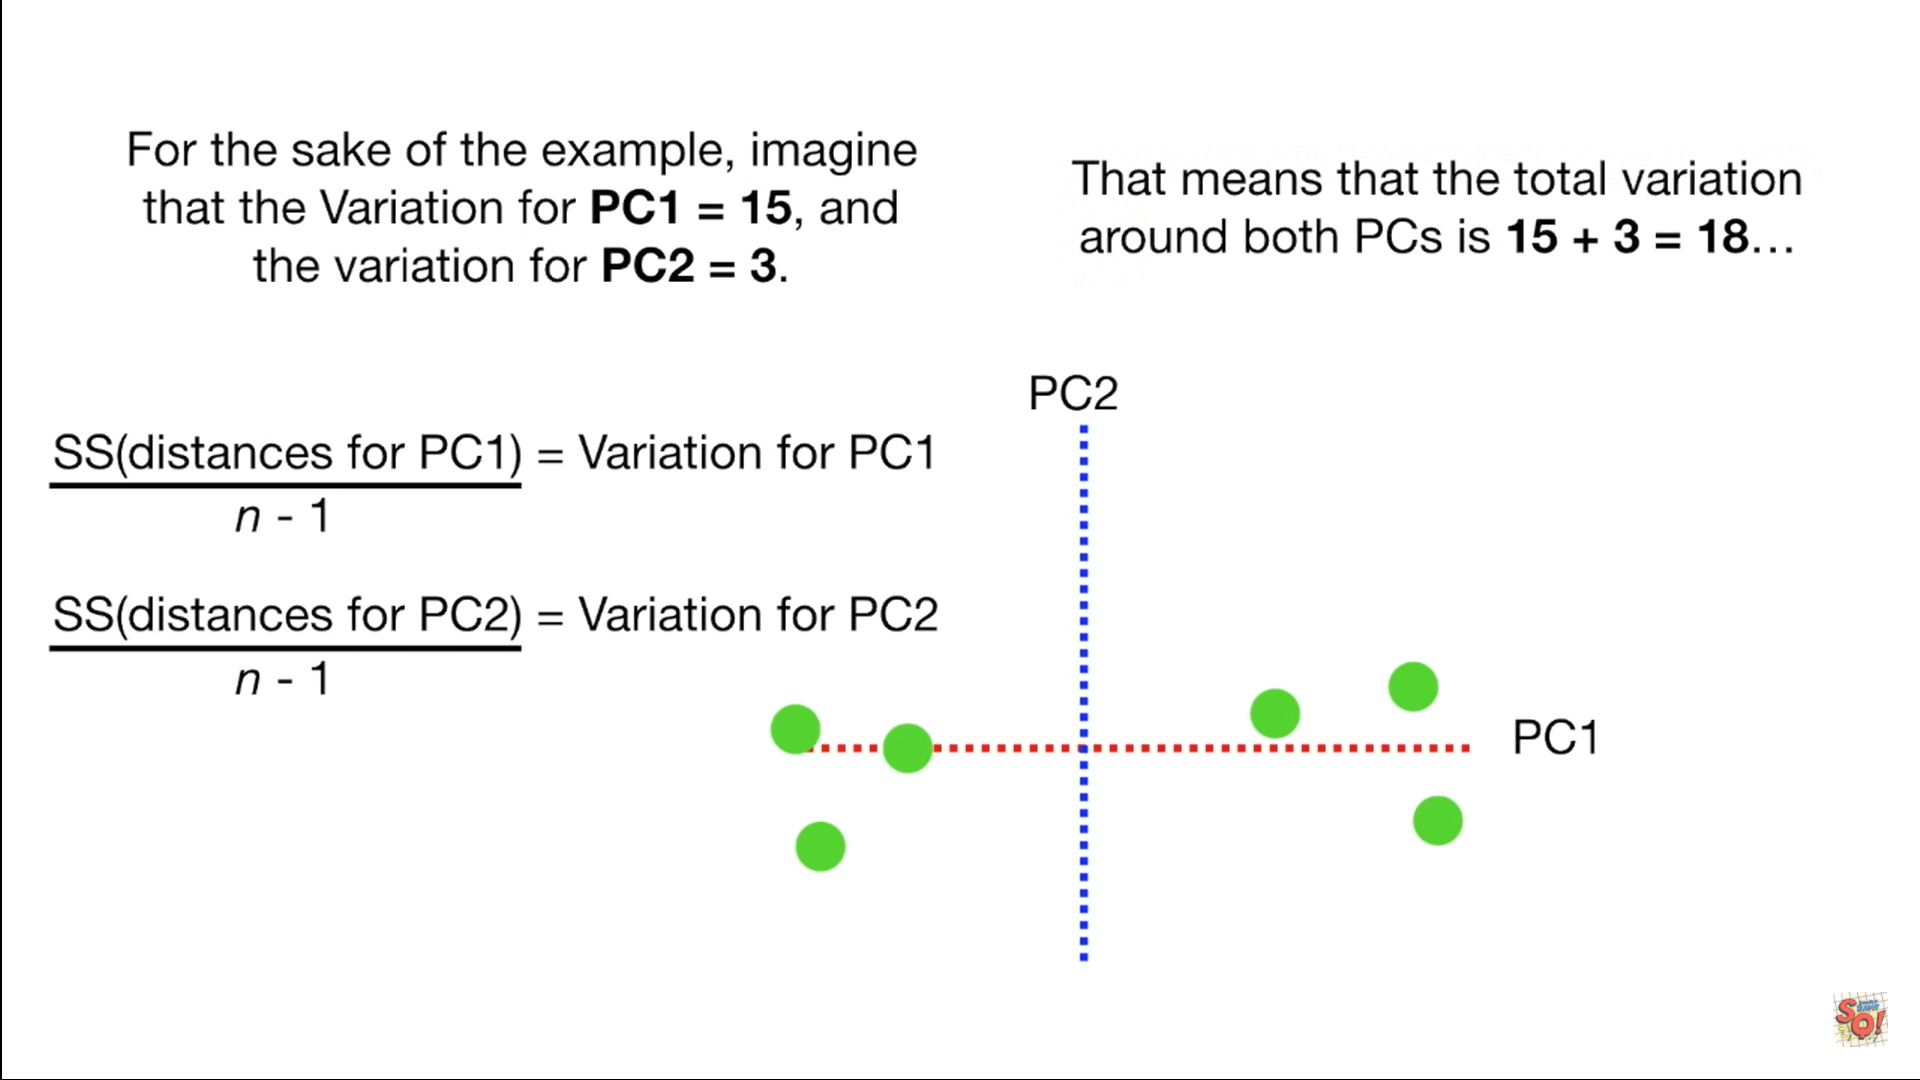 For the sake of the example, imagine
that the Variation for PC1 = 15, and
the variation for PC2 = 3.
That means that the total variation
around both PCs is 15 + 3 = 18…
SS(distances for PC1) = Variation for PC1
n - 1
SS(distances for PC2) = Variation for PC2
n - 1
PC2
PC1
SQ!